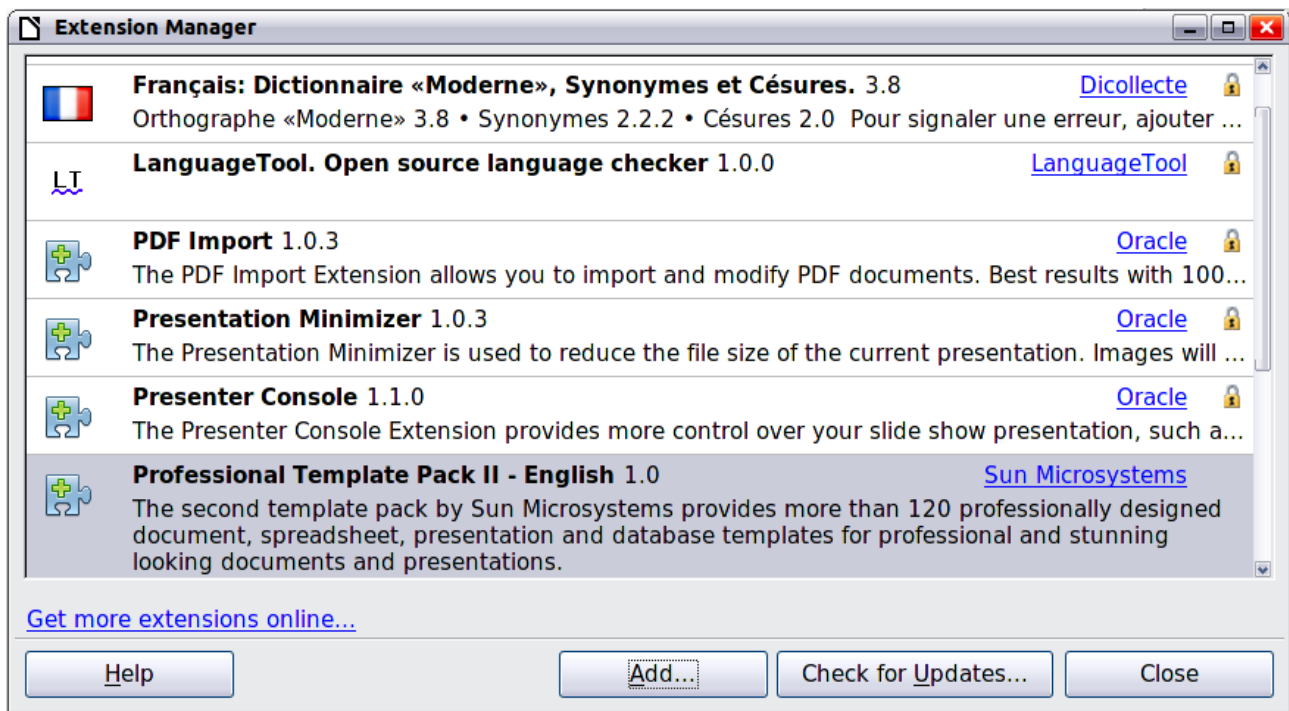 Extension Manager
Français: Dictionnaire «Moderne», Synonymes et Césures. 3.8 Dicollecte
Orthographe «Moderne» 3.8 • Synonymes 2.2.2 • Césures 2.0 Pour signaler une erreur, ajouter ...
LT
LanguageTool. Open source language checker 1.0.0 LanguageTool
PDF Import 1.0.3 Oracle
The PDF Import Extension allows you to import and modify PDF documents. Best results with 100...
Presentation Minimizer 1.0.3 Oracle
The Presentation Minimizer is used to reduce the file size of the current presentation. Images will ...
Presenter Console 1.1.0 Oracle
The Presenter Console Extension provides more control over your slide show presentation, such a...
Professional Template Pack II - English 1.0 Sun Microsystems
The second template pack by Sun Microsystems provides more than 120 professionally designed
document, spreadsheet, presentation and database templates for professional and stunning
looking documents and presentations.
Get more extensions online...
Help Add... Check for Updates... Close